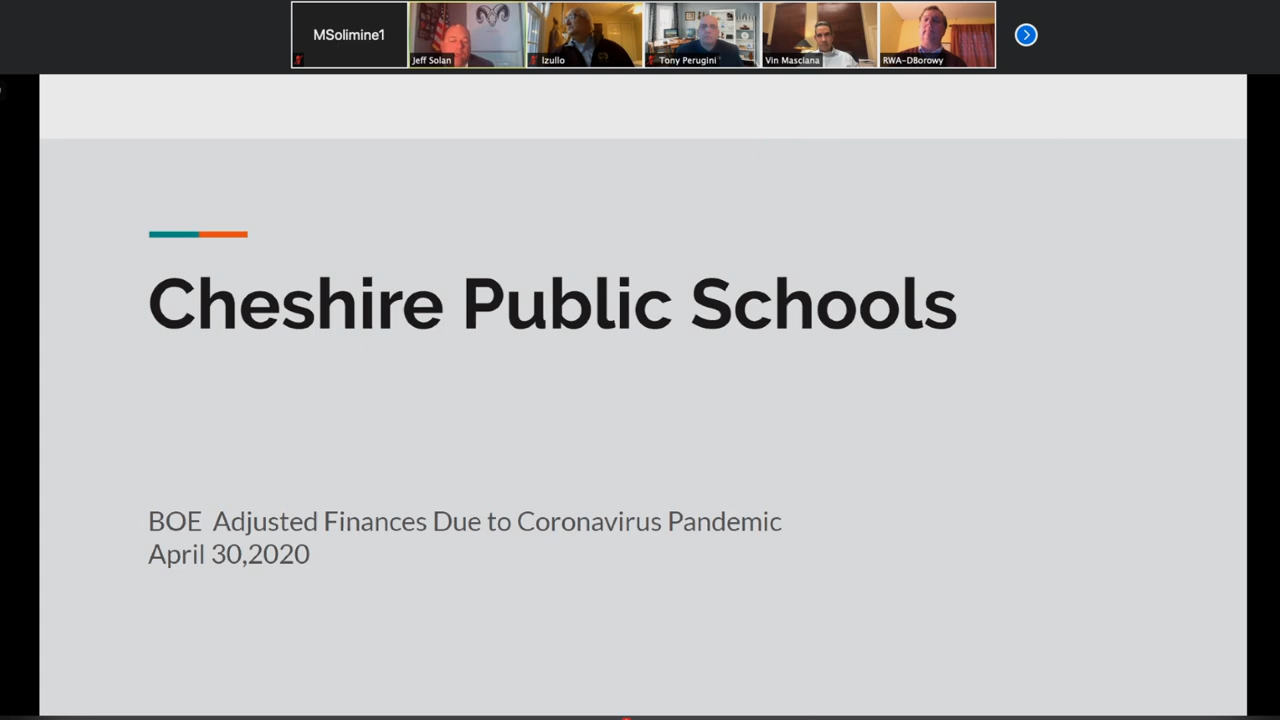 MSolimine1
Jeff Solan
lzullo
Tony Perugini
Vin Masciana
RWA-DBorowy
Cheshire Public Schools
BOE Adjusted Finances Due to Coronavirus Pandemic
April 30,2020